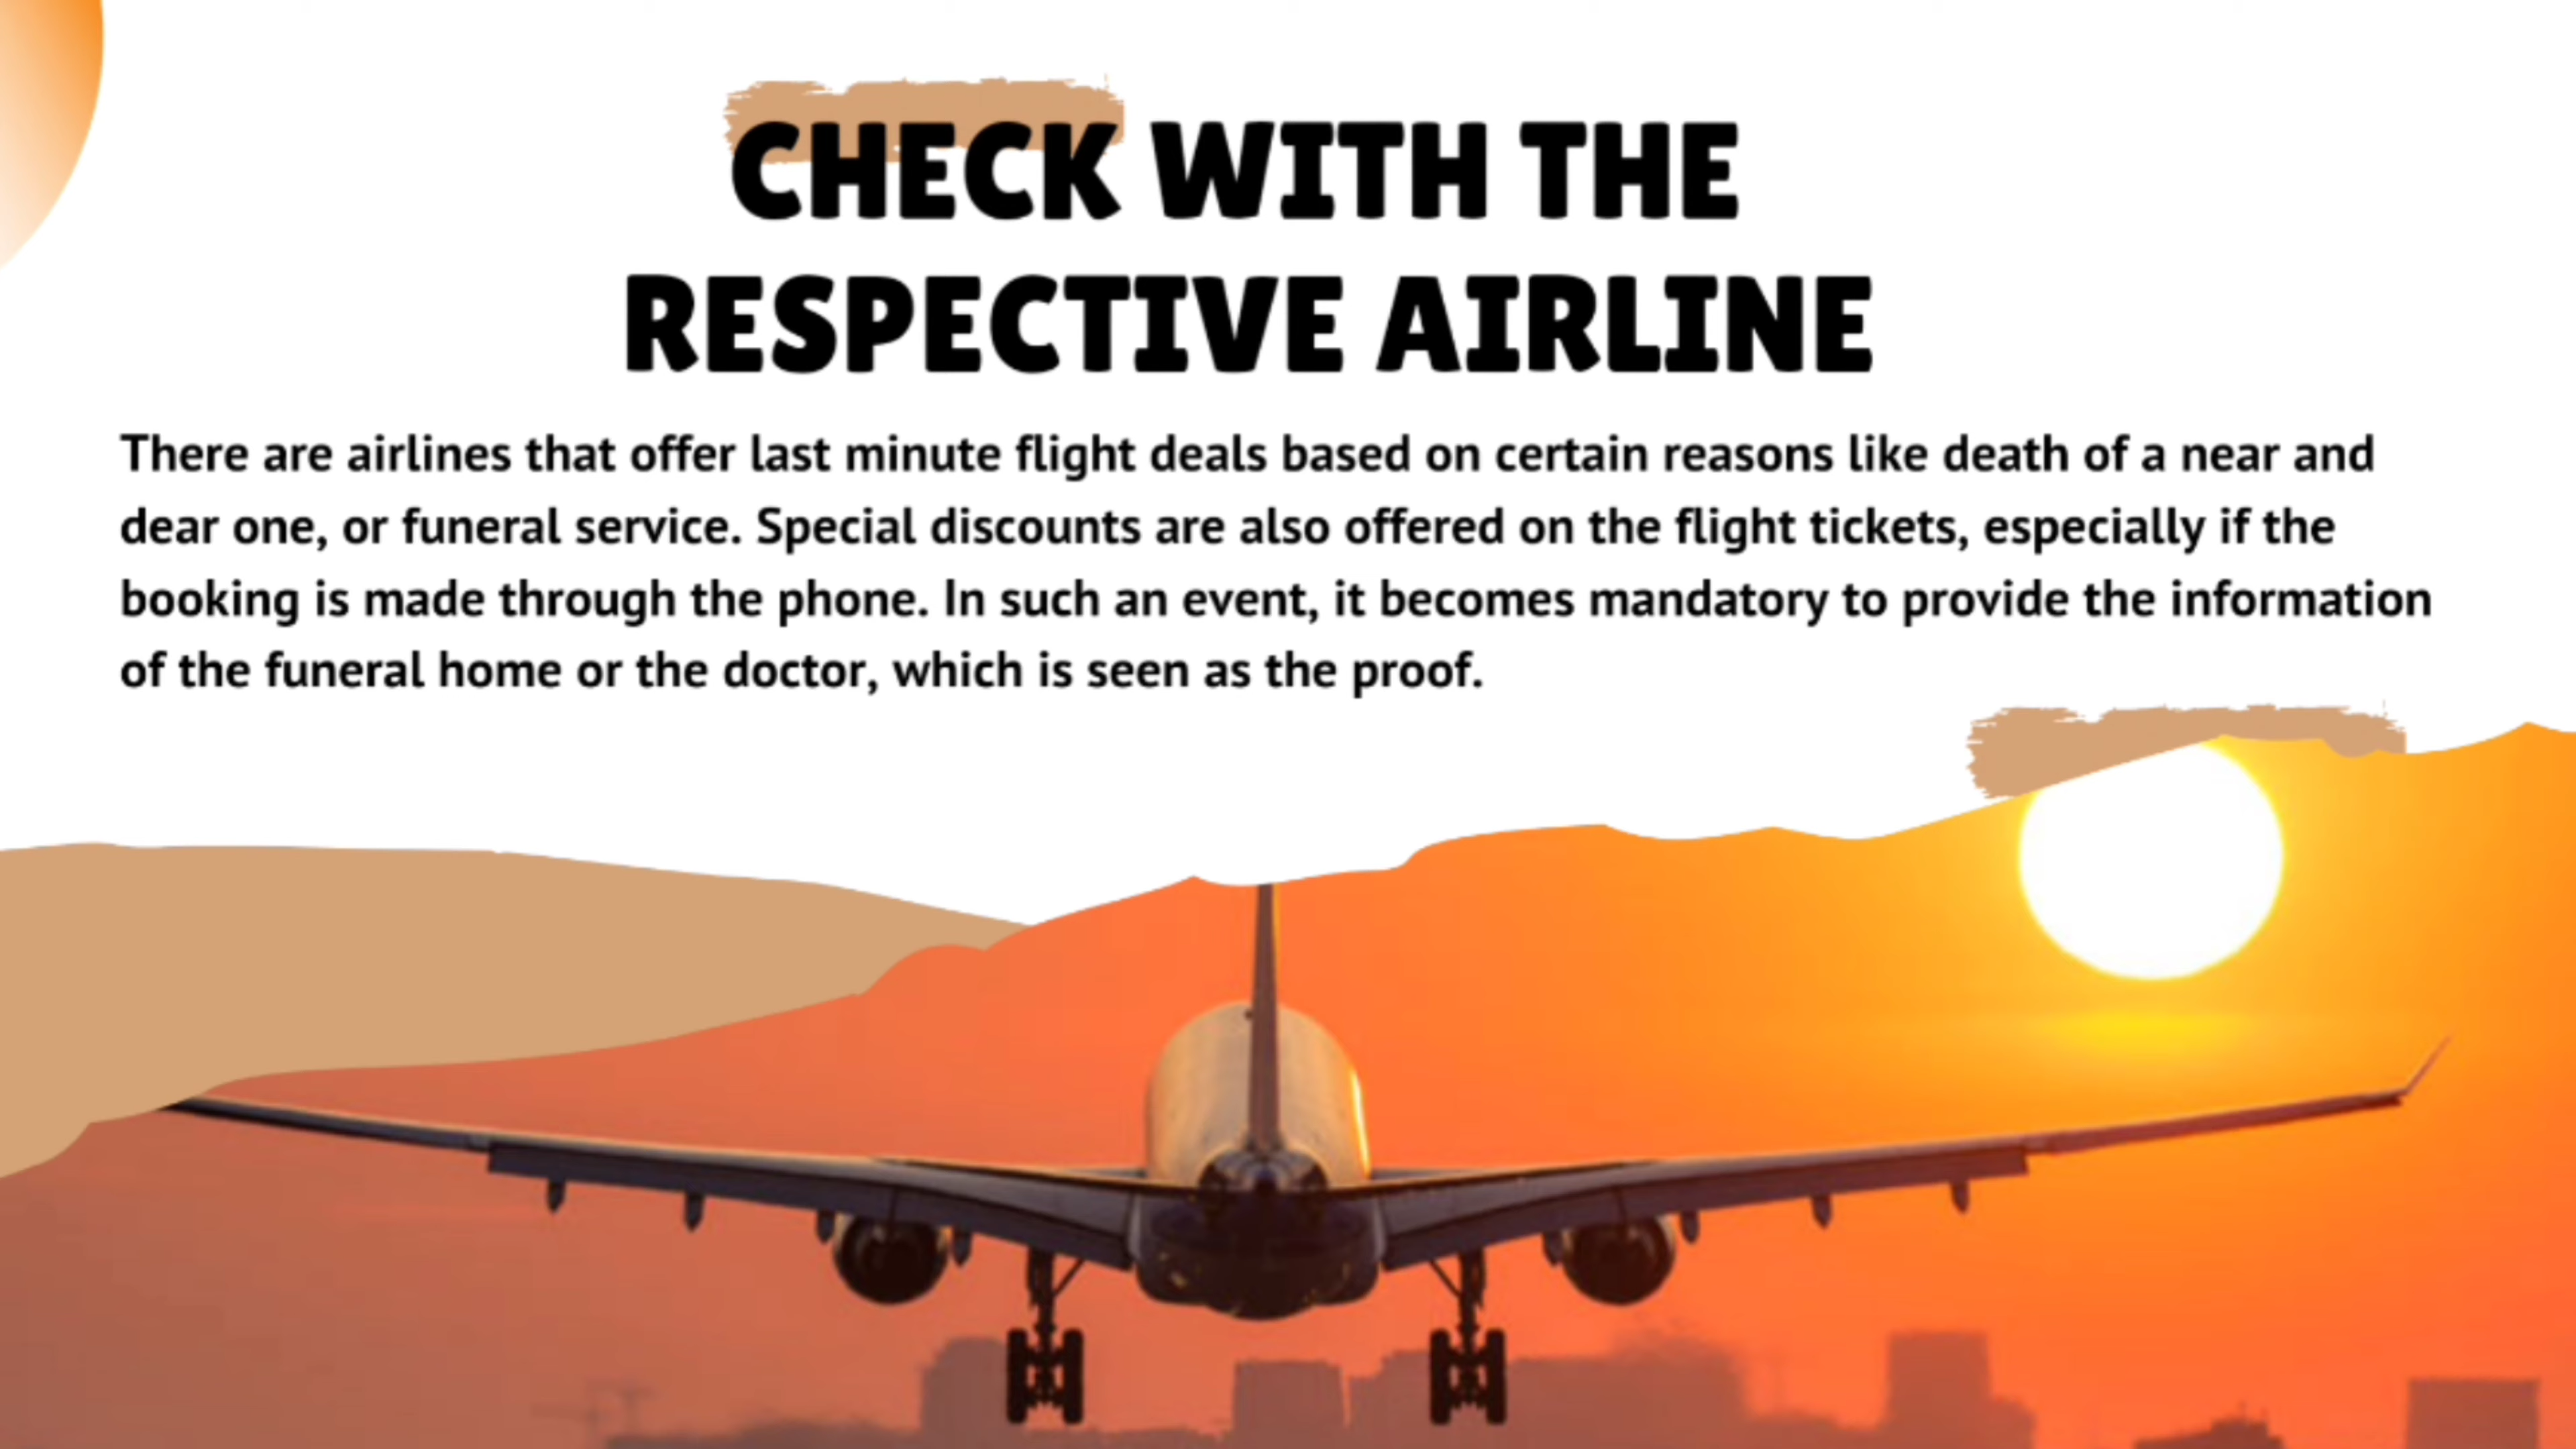 CHECK WITH THE
RESPECTIVE AIRLINE
There are airlines that offer last minute flight deals based on certain reasons like death of a near and
dear one, or funeral service. Special discounts are also offered on the flight tickets, especially if the
booking is made through the phone. In such an event, it becomes mandatory to provide the information
of the funeral home or the doctor, which is seen as the proof.